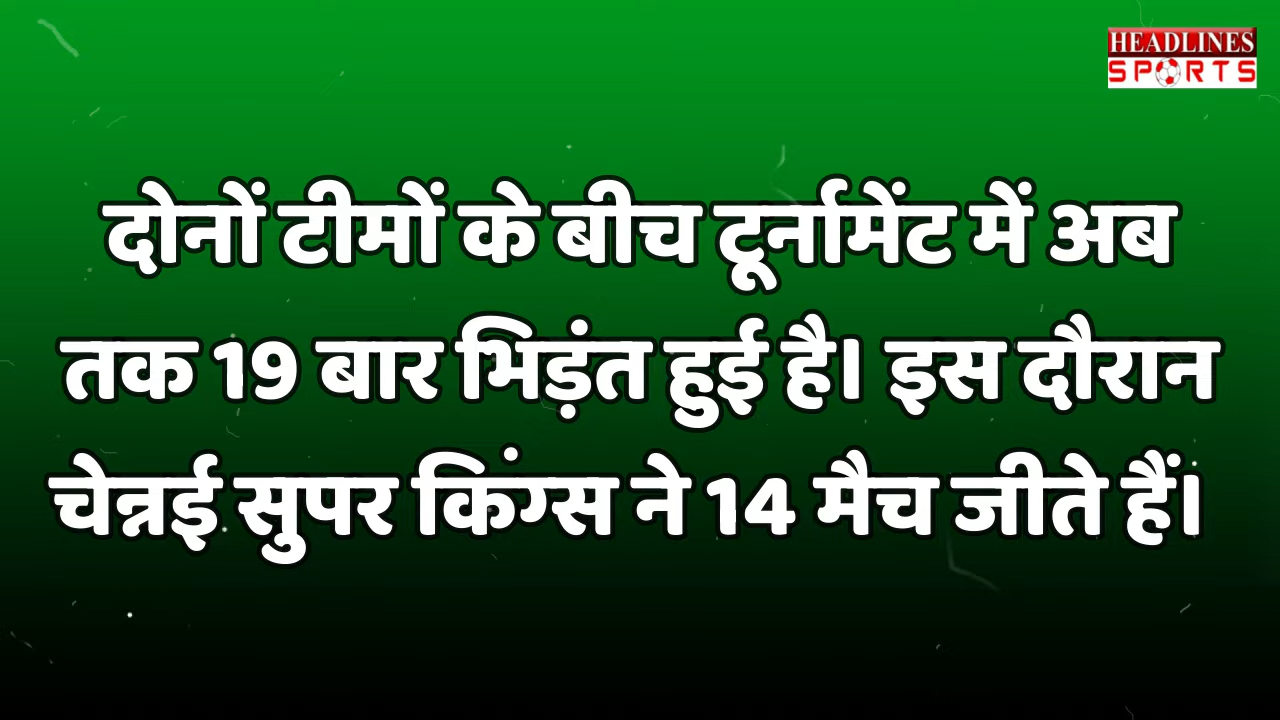 HEADLINES
SPORTS
दोनों टीमों के बीच टूर्नामेंट में अब
तक 19 बार भिड़ंत हुई है। इस दौरान
चेन्नई सुपर किंग्स ने 14 मैच जीते हैं।